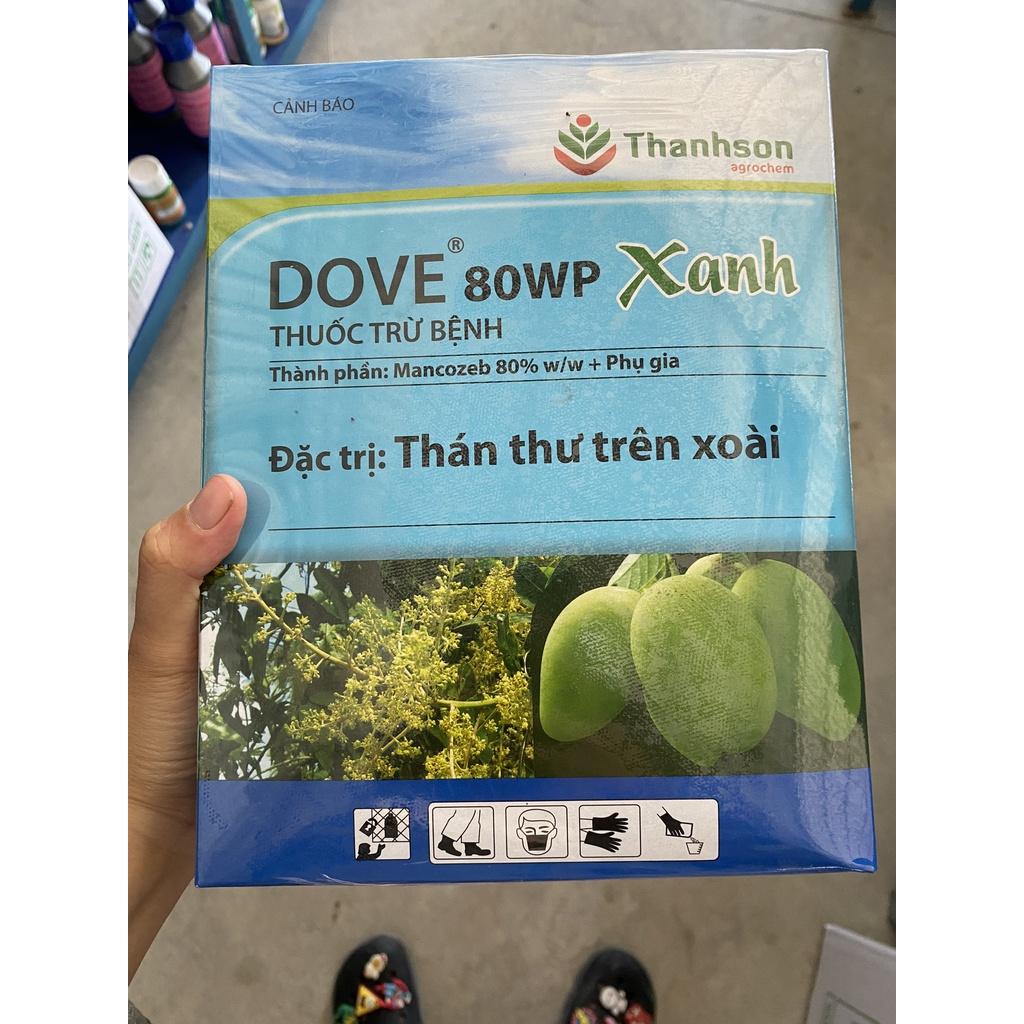 CẢNH BÁO
Thanhson
agrochem
DOVE® 80WP Xanh
THUỐC TRỪ BỆNH
Thành phần: Mancozeb 80% w/w + Phụ gia
Đặc trị: Thán thư trên xoài